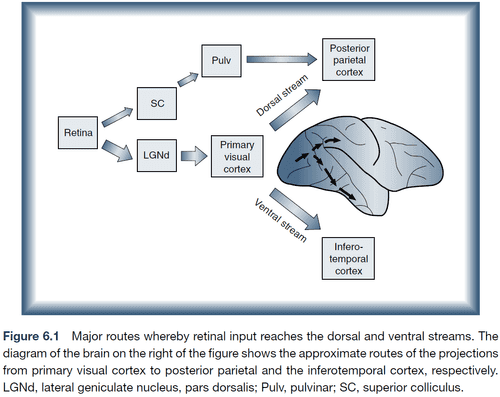 Pulv
Posterior
parietal
cortex
SC
Dorsal stream
Retina
LGNd
Primary
visual
cortex
Ventral stream
Infero-
temporal
cortex
Figure 6.1 Major routes whereby retinal input reaches the dorsal and ventral streams. The
diagram of the brain on the right of the figure shows the approximate routes of the projections
from primary visual cortex to posterior parietal and the inferotemporal cortex, respectively.
LGNd, lateral geniculate nucleus, pars dorsalis; Pulv, pulvinar; SC, superior colliculus.